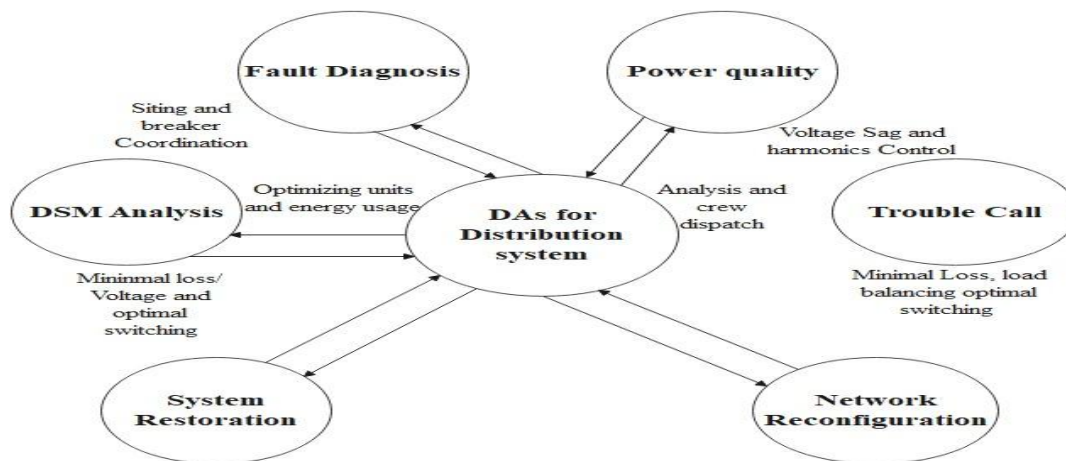 Fault Diagnosis
Power quality
Siting and
breaker
Coordination
Voltage Sag and
harmonics Control
DSM Analysis
Optimizing units
and energy usage
DAs for
Distribution
system
Analysis and
crew
dispatch
Trouble Call
Mininmal loss/
Voltage and
optimal
switching
Minimal Loss, load
balancing optimal
switching
System
Restoration
Network
Reconfiguration